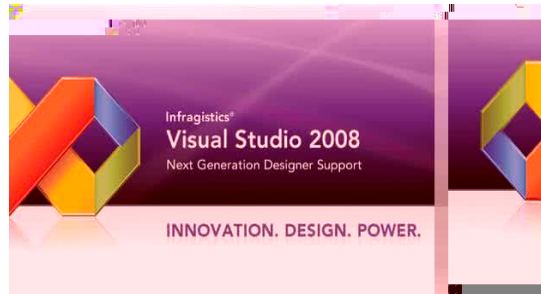 Infragistics®
Visual Studio 2008
Next Generation Designer Support
INNOVATION. DESIGN. POWER.